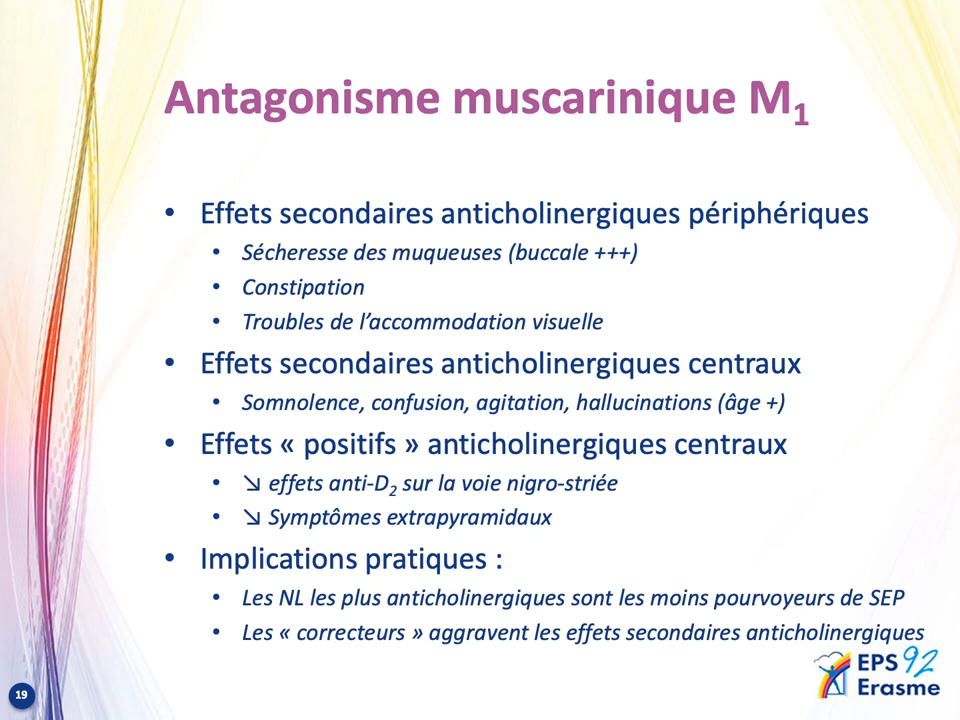 Antagonisme muscarinique M₁
• Effets secondaires anticholinergiques périphériques
• Sécheresse des muqueuses (buccale +++)
• Constipation
• Troubles de l’accommodation visuelle
• Effets secondaires anticholinergiques centraux
• Somnolence, confusion, agitation, hallucinations (âge +)
• Effets « positifs » anticholinergiques centraux
• ↘ effets anti-D₂ sur la voie nigro-striée
• ↘ Symptômes extrapyramidaux
• Implications pratiques :
• Les NL les plus anticholinergiques sont les moins pourvoyeurs de SEP
• Les « correcteurs » aggravent les effets secondaires anticholinergiques
EPS 92
Erasme
19